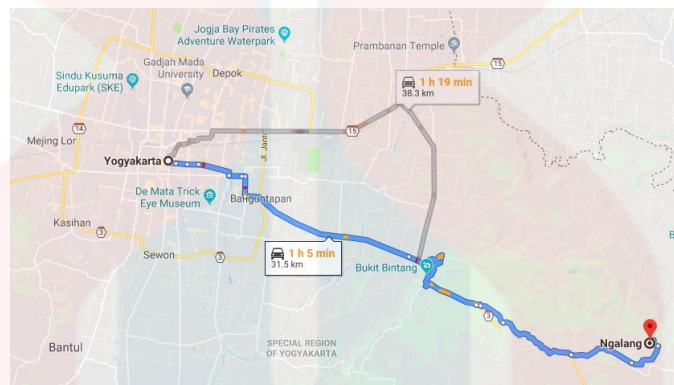 Jogja Bay Pirates
Adventure Waterpark
Prambanan Temple
15
Gadjah Mada
University
Depok
Sindu Kusuma
Edupark (SKE)
1 h 19 min
38.3 km
14
Mejing Lor
15
Jl. Janti
Yogyakarta
De Mata Trick
Eye Museum
Banguntapan
Kasihan
3
Sewon
3
1 h 5 min
31.5 km
Bukit Bintang
3
Ngalang
Bantul
SPECIAL REGION
OF YOGYAKARTA
B